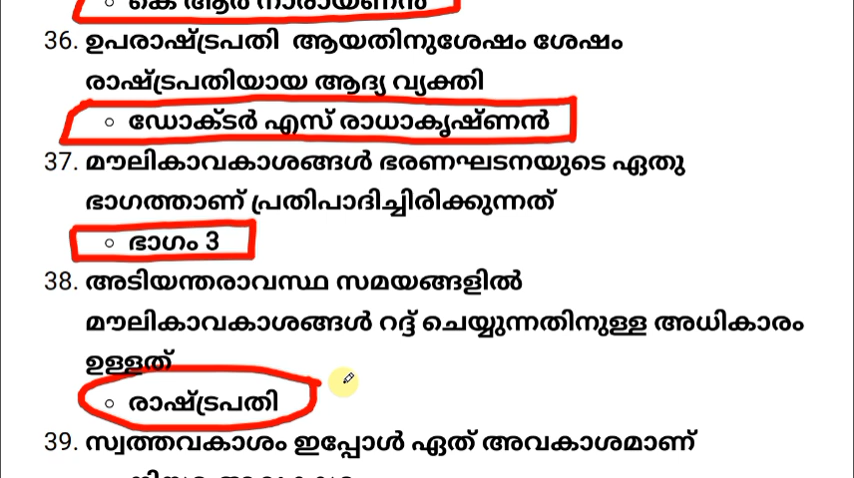 കെ ആർ നാരായണൻ
36. ഉപരാഷ്ട്രപതി ആയതിനുശേഷം ശേഷം
രാഷ്ട്രപതിയായ ആദ്യ വ്യക്തി
ഡോക്ടർ എസ് രാധാകൃഷ്ണൻ
37. മൗലികാവകാശങ്ങൾ ഭരണഘടനയുടെ ഏതു
ഭാഗത്താണ് പ്രതിപാദിച്ചിരിക്കുന്നത്
ഭാഗം 3
38. അടിയന്തരാവസ്ഥ സമയങ്ങളിൽ
മൗലികാവകാശങ്ങൾ റദ്ദ് ചെയ്യുന്നതിനുള്ള അധികാരം
ഉള്ളത്
രാഷ്ട്രപതി
39. സ്വത്തവകാശം ഇപ്പോൾ ഏത് അവകാശമാണ്